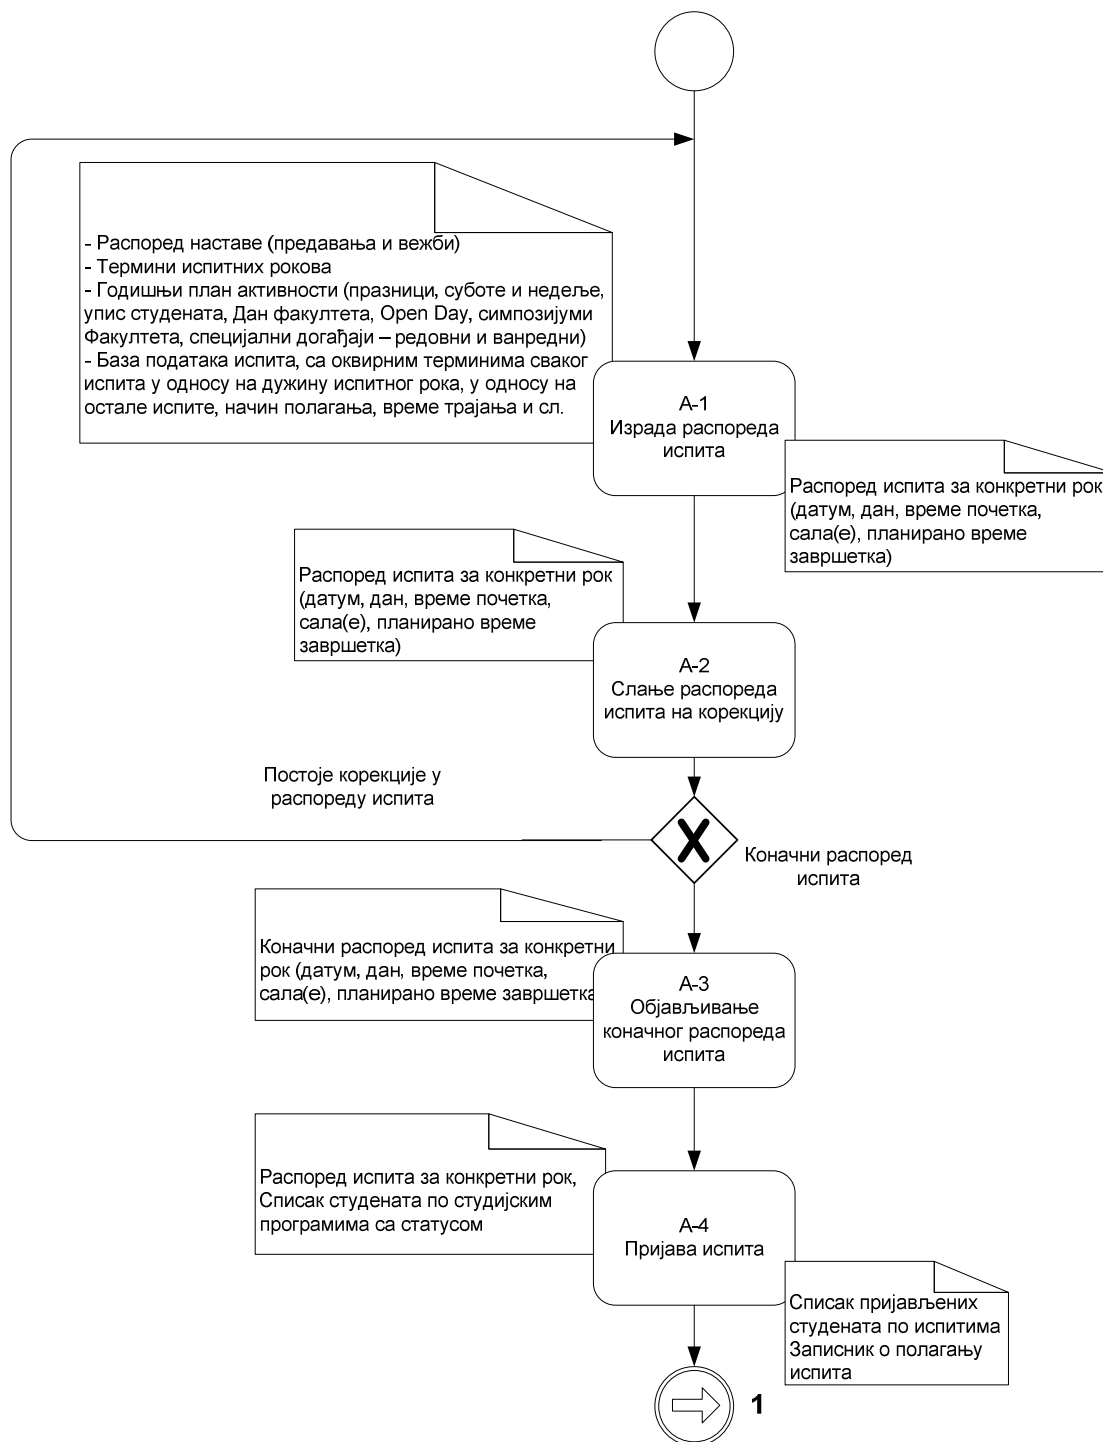 - Распоред наставе (предавања и вежби)
- Термини испитних рокова
- Годишњи план активности (празници, суботе и недеље,
упис студената, Дан факултета, Open Day, симпозијуми
Факултета, специјални догађаји – редовни и ванредни)
- База података испита, са оквирним терминима сваког
испита у односу на дужину испитног рока, у односу на
остале испите, начин полагања, време трајања и сл.
А-1
Израда распореда
испита
Распоред испита за конкретни рок
(датум, дан, време почетка,
сала(е), планирано време
завршетка)
Распоред испита за конкретни рок
(датум, дан, време почетка,
сала(е), планирано време
завршетка)
А-2
Слање распореда
испита на корекцију
Постоје корекције у
распореду испита
X
Коначни распоред
испита
Коначни распоред испита за конкретни
рок (датум, дан, време почетка,
сала(е), планирано време завршетка
А-3
Објављивање
коначног распореда
испита
Распоред испита за конкретни рок,
Списак студената по студијским
програмима са статусом
А-4
Пријава испита
Списак пријављених
студената по испитима
Записник о полагању
испита
1